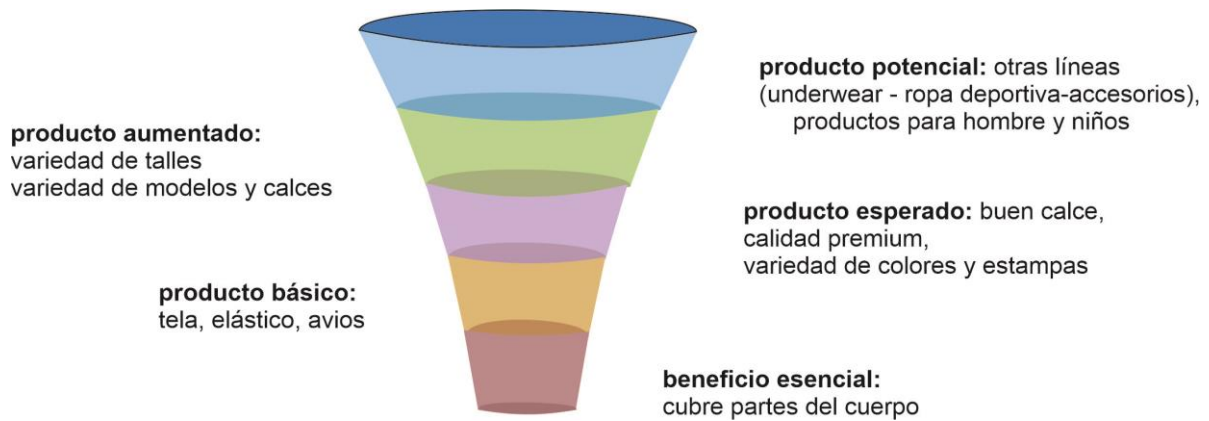 producto potencial: otras líneas
(underwear - ropa deportiva-accesorios),
productos para hombre y niños
producto aumentado:
variedad de talles
variedad de modelos y calces
producto esperado: buen calce,
calidad premium,
variedad de colores y estampas
producto básico:
tela, elástico, avios
beneficio esencial:
cubre partes del cuerpo